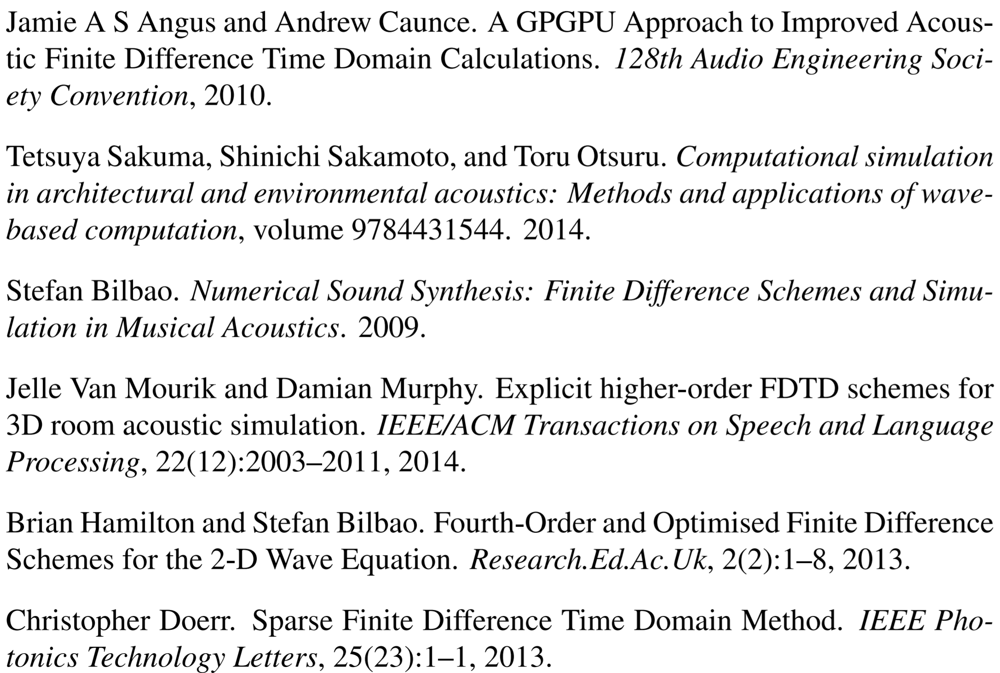 Jamie A S Angus and Andrew Caunce. A GPGPU Approach to Improved Acous-
tic Finite Difference Time Domain Calculations. 128th Audio Engineering Soci-
ety Convention, 2010.
Tetsuya Sakuma, Shinichi Sakamoto, and Toru Otsuru. Computational simulation
in architectural and environmental acoustics: Methods and applications of wave-
based computation, volume 9784431544. 2014.
Stefan Bilbao. Numerical Sound Synthesis: Finite Difference Schemes and Simu-
lation in Musical Acoustics. 2009.
Jelle Van Mourik and Damian Murphy. Explicit higher-order FDTD schemes for
3D room acoustic simulation. IEEE/ACM Transactions on Speech and Language
Processing, 22(12):2003–2011, 2014.
Brian Hamilton and Stefan Bilbao. Fourth-Order and Optimised Finite Difference
Schemes for the 2-D Wave Equation. Research.Ed.Ac.Uk, 2(2):1–8, 2013.
Christopher Doerr. Sparse Finite Difference Time Domain Method. IEEE Pho-
tonics Technology Letters, 25(23):1–1, 2013.